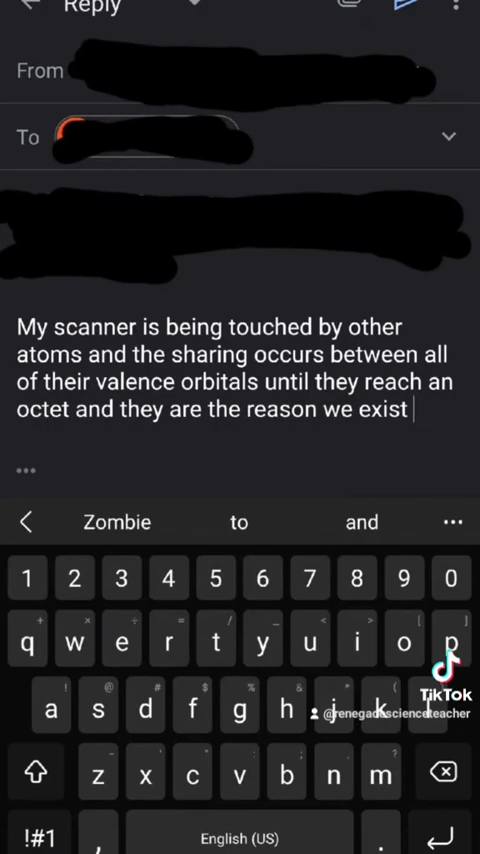 Reply
From
To
My scanner is being touched by other
atoms and the sharing occurs between all
of their valence orbitals until they reach an
octet and they are the reason we exist
Zombie to and
1 2 3 4 5 6 7 8 9 0
q w e r t y u i o p
a s d f g h j k l
TikTok
@renegadescienceteacher
z x c v b n m
!#1 , English (US) .